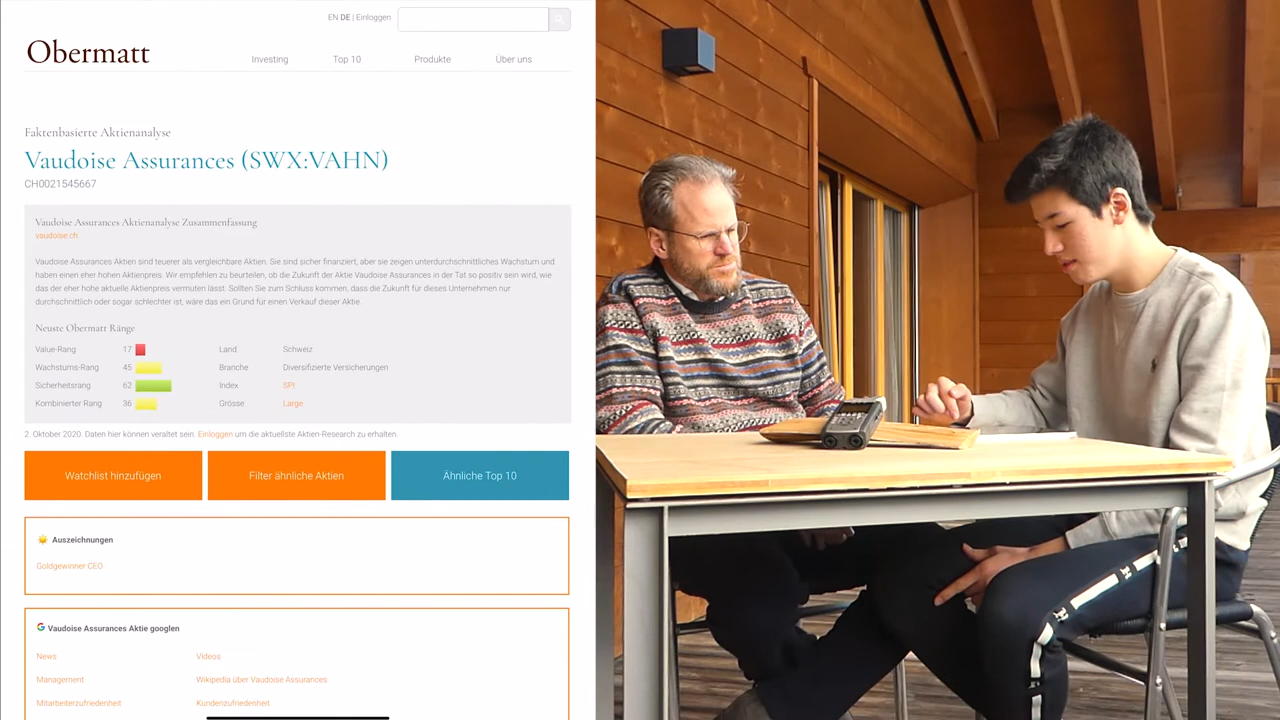 EN DE | Einloggen
Obermatt
Investing Top 10 Produkte Über uns
Faktenbasierte Aktienanalyse
Vaudoise Assurances (SWX:VAHN)
CH0021545667
Vaudoise Assurances Aktienanalyse Zusammenfassung
vaudoise.ch
Vaudoise Assurances Aktien sind teuerer als vergleichbare Aktien. Sie sind sicher finanziert, aber sie zeigen unterdurchschnittliches Wachstum und
haben einen eher hohen Aktienpreis. Wir empfehlen zu beurteilen, ob die Zukunft der Aktie Vaudoise Assurances in der Tat so positiv sein wird, wie
das der eher hohe aktuelle Aktienpreis vermuten lässt. Sollten Sie zum Schluss kommen, dass die Zukunft für dieses Unternehmen nur
durchschnittlich oder sogar schlechter ist, wäre das ein Grund für einen Verkauf dieser Aktie.
Neuste Obermatt Ränge
Value-Rang 17 Land Schweiz
Wachstums-Rang 45 Branche Diversifizierte Versicherungen
Sicherheitsrang 62 Index SPI
Kombinierter Rang 36 Grösse Large
2. Oktober 2020. Daten hier können veraltet sein. Einloggen um die aktuellste Aktien-Research zu erhalten.
Watchlist hinzufügen Filter ähnliche Aktien Ähnliche Top 10
Auszeichnungen
Goldgewinner CEO
Vaudoise Assurances Aktie googlen
News Videos
Management Wikipedia über Vaudoise Assurances
Mitarbeiterzufriedenheit Kundenzufriedenheit